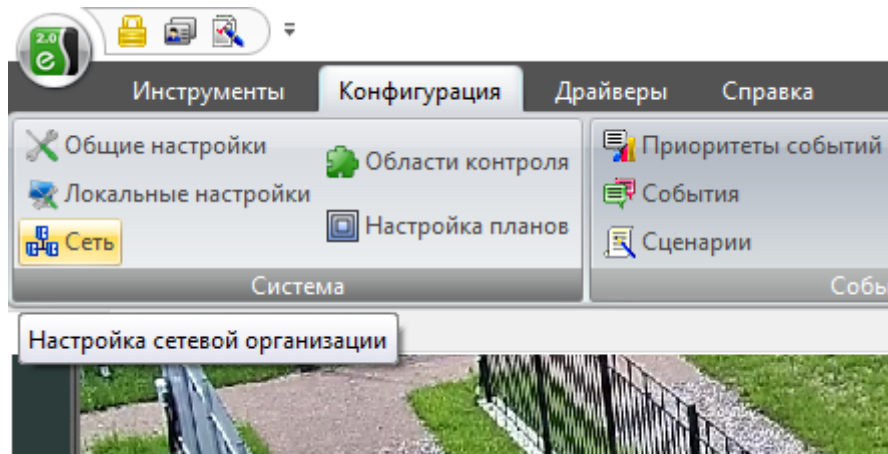 2.0
e
Инструменты Конфигурация Драйверы Справка
Общие настройки
Локальные настройки
Сеть
Области контроля
Настройка планов
Система
Приоритеты событий
События
Сценарии
Собы
Настройка сетевой организации